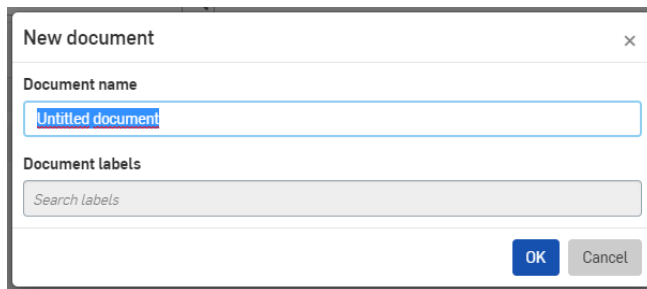 New document
×
Document name
Untitled document
Document labels
Search labels
OK Cancel